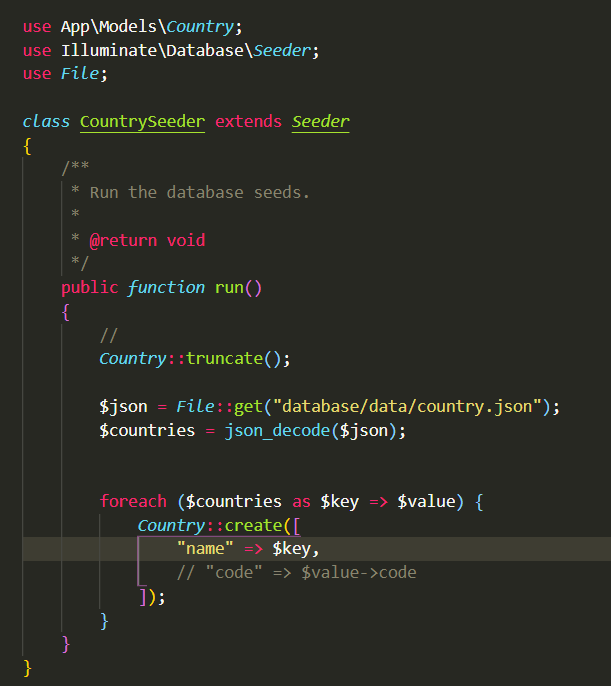 use App\Models\Country;
use Illuminate\Database\Seeder;
use File;
class CountrySeeder extends Seeder
{
/**
* Run the database seeds.
*
* @return void
*/
public function run()
{
//
Country::truncate();
$json = File::get("database/data/country.json");
$countries = json_decode($json);
foreach ($countries as $key => $value) {
Country::create([
"name" => $key,
// "code" => $value->code
]);
}
}
}